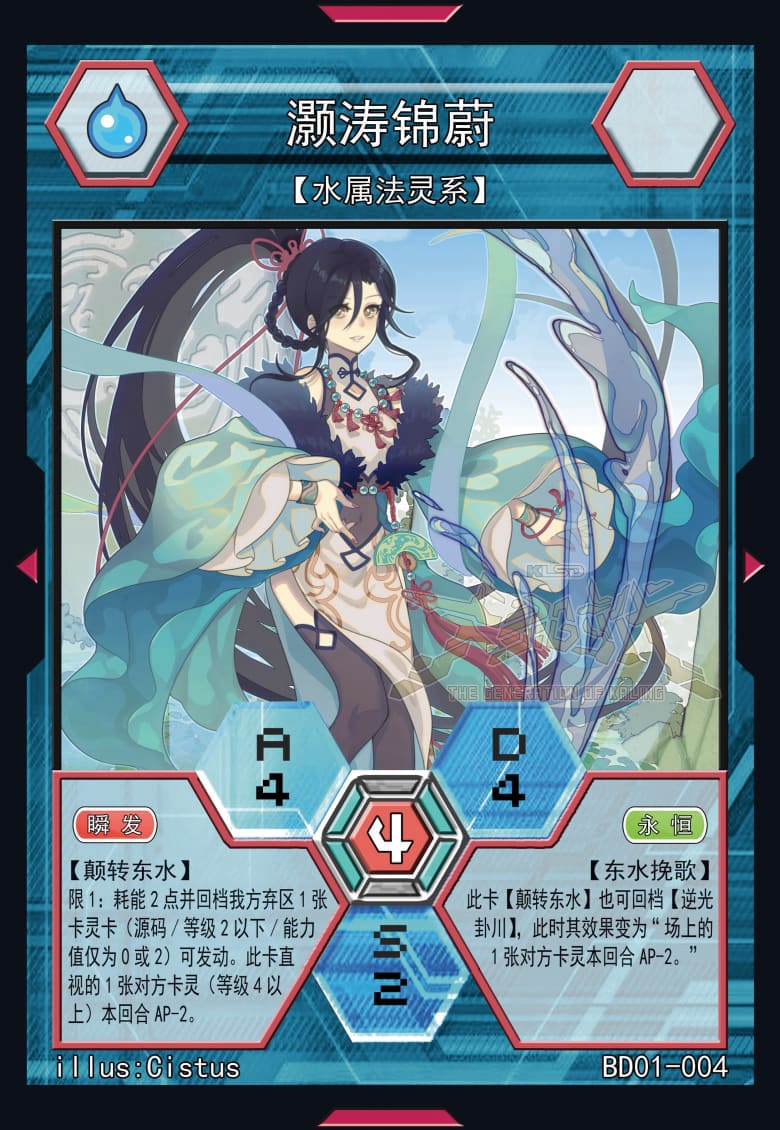 灏涛锦蔚
【水属法灵系】
KLSD
THE GENERATION OF KALING
A
4
D
4
4
S
2
瞬发
【颠转东水】
限1：耗能2点并回档我方弃区1张
卡灵卡（源码/等级2以下/能力
值仅为0或2）可发动。此卡直
视的1张对方卡灵（等级4以
上）本回合AP-2。
永恒
【东水挽歌】
此卡【颠转东水】也可回档【逆光
卦川】，此时其效果变为“场上的
1张对方卡灵本回合AP-2。”
illus:Cistus
BD01-004